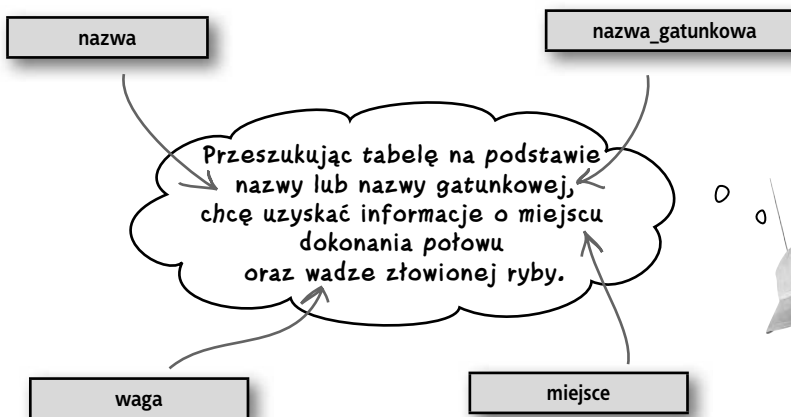 nazwa
nazwa_gatunkowa
Przeszukując tabelę na podstawie
nazwy lub nazwy gatunkowej,
chcę uzyskać informacje o miejscu
dokonania połowu
oraz wadze złowionej ryby.
waga
miejsce